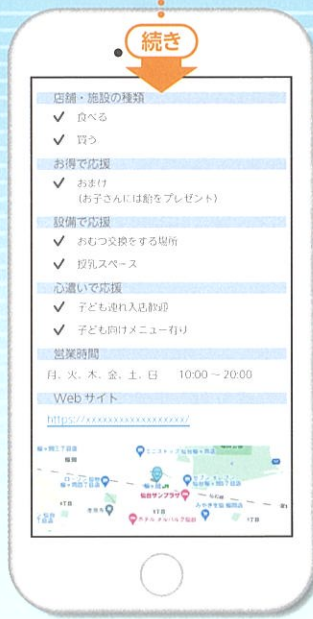 続き
店舗・施設の種類
✓ 食べる
✓ 買う
お得で応援
✓ おまけ
(お子さんには飴をプレゼント)
設備で応援
✓ おむつ交換をする場所
✓ 授乳スペース
心遣いで応援
✓ 子ども連れ入店歓迎
✓ 子ども向けメニュー有り
営業時間
月、火、木、金、土、日 10:00～20:00
Webサイト
https://xxxxxxxxxxxxxxxxxx/
仙台サンプラザ